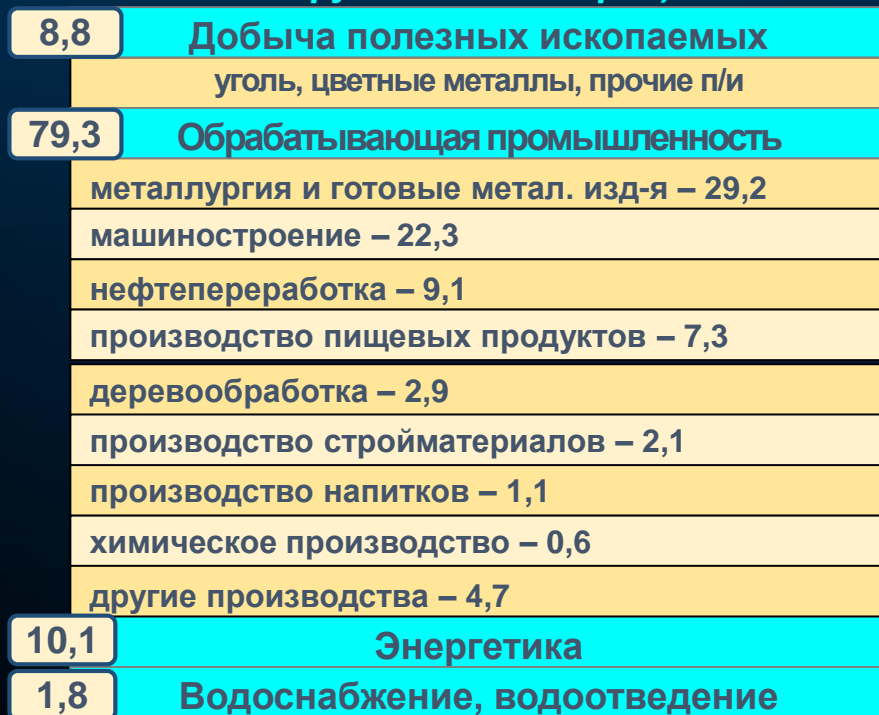 8,8 Добыча полезных ископаемых
уголь, цветные металлы, прочие п/и
79,3 Обрабатывающая промышленность
металлургия и готовые метал. изд-я – 29,2
машиностроение – 22,3
нефтепереработка – 9,1
производство пищевых продуктов – 7,3
деревообработка – 2,9
производство стройматериалов – 2,1
производство напитков – 1,1
химическое производство – 0,6
другие производства – 4,7
10,1 Энергетика
1,8 Водоснабжение, водоотведение